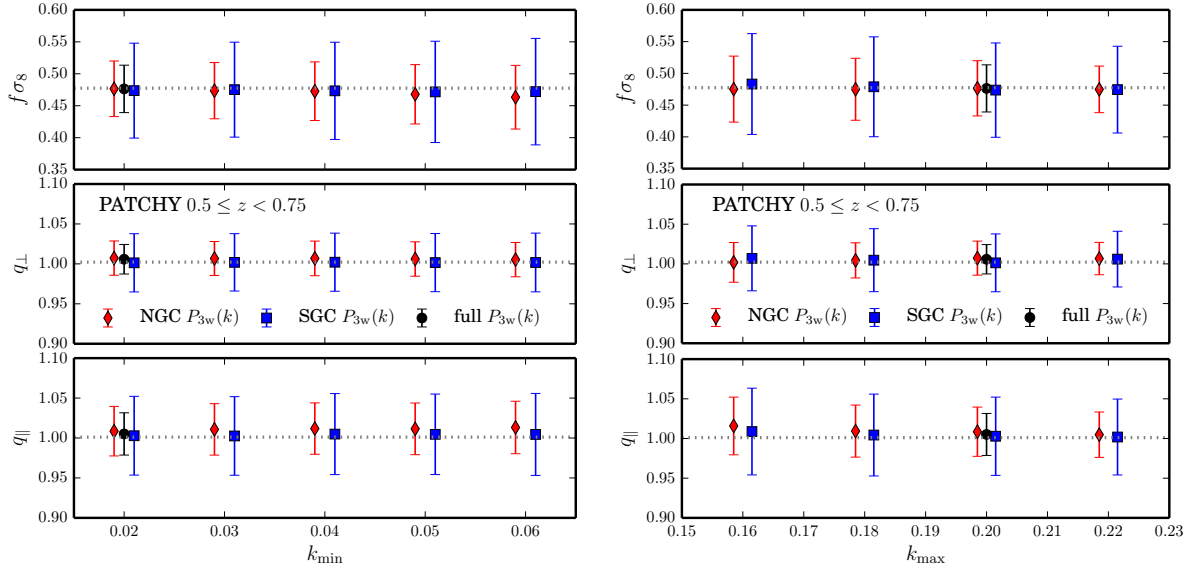 0.60
0.55
0.50
0.45
0.40
0.35
fσ₈
1.10
1.05
1.00
0.95
0.90
q⊥
PATCHY 0.5 ≤ z < 0.75
NGC P₃w(k) SGC P₃w(k) full P₃w(k)
1.10
1.05
1.00
0.95
0.90
q∥
0.02 0.03 0.04 0.05 0.06
k_min
0.60
0.55
0.50
0.45
0.40
0.35
fσ₈
1.10
1.05
1.00
0.95
0.90
q⊥
PATCHY 0.5 ≤ z < 0.75
NGC P₃w(k) SGC P₃w(k) full P₃w(k)
1.10
1.05
1.00
0.95
0.90
q∥
0.15 0.16 0.17 0.18 0.19 0.20 0.21 0.22 0.23
k_max